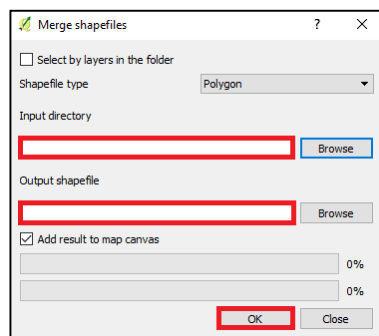 Merge shapefiles ? X
Select by layers in the folder
Shapefile type Polygon
Input directory
Browse
Output shapefile
Browse
Add result to map canvas
0%
0%
OK Close